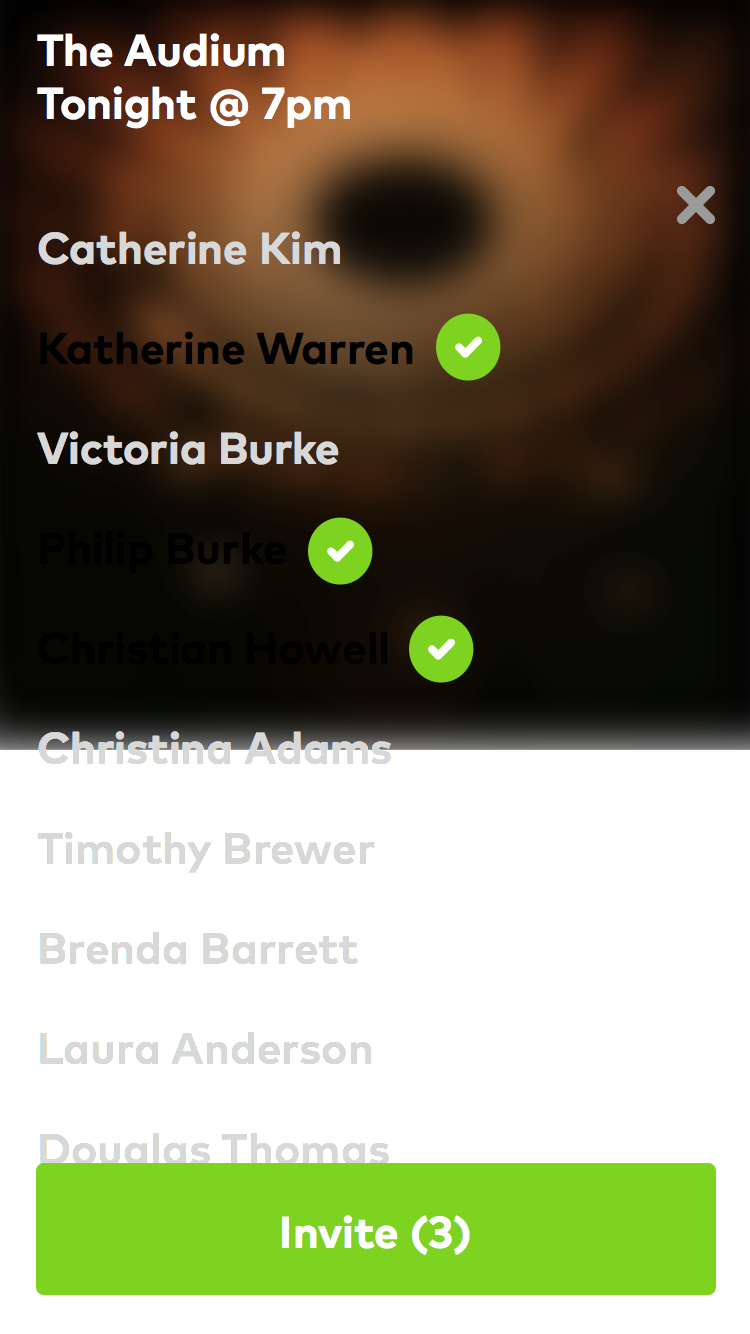 The Audium
Tonight @ 7pm
Catherine Kim
Katherine Warren
Victoria Burke
Philip Burke
Christian Howell
Christina Adams
Timothy Brewer
Brenda Barrett
Laura Anderson
Douglas Thomas
Invite (3)